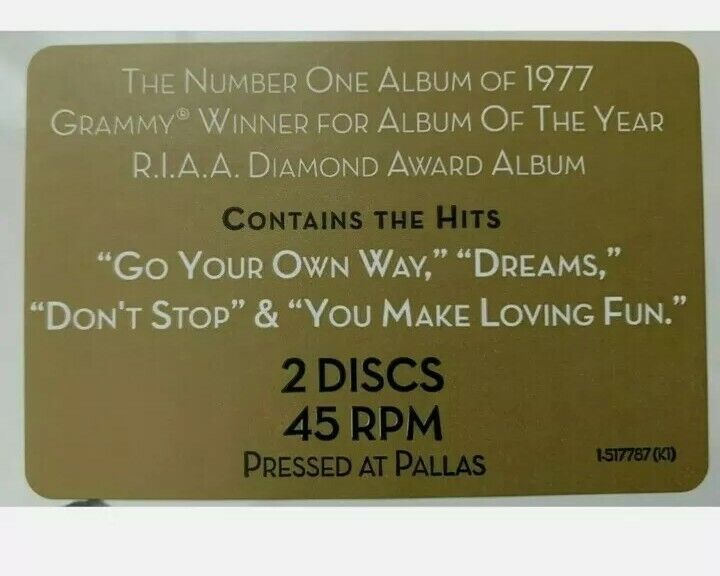 THE NUMBER ONE ALBUM OF 1977
GRAMMY® WINNER FOR ALBUM OF THE YEAR
R.I.A.A. DIAMOND AWARD ALBUM
CONTAINS THE HITS
“GO YOUR OWN WAY,” “DREAMS,”
“DON'T STOP” & “YOU MAKE LOVING FUN.”
2 DISCS
45 RPM
PRESSED AT PALLAS
1-517787 (K1)